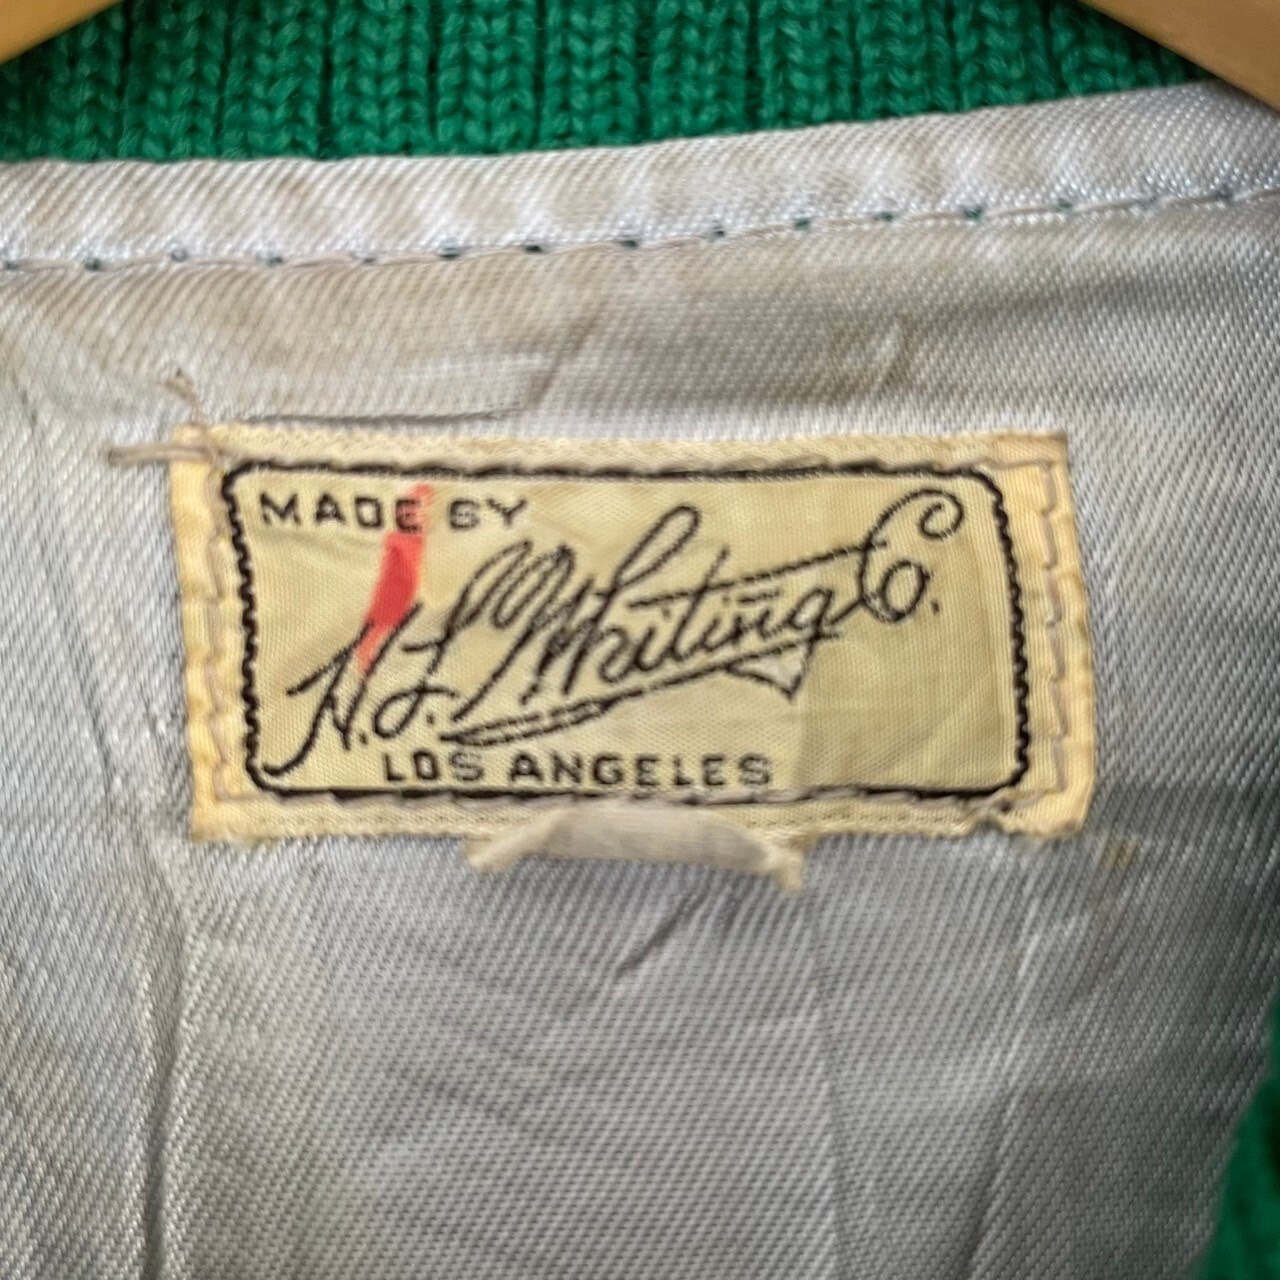 MADE BY
H.L. Whiting Co.
LOS ANGELES